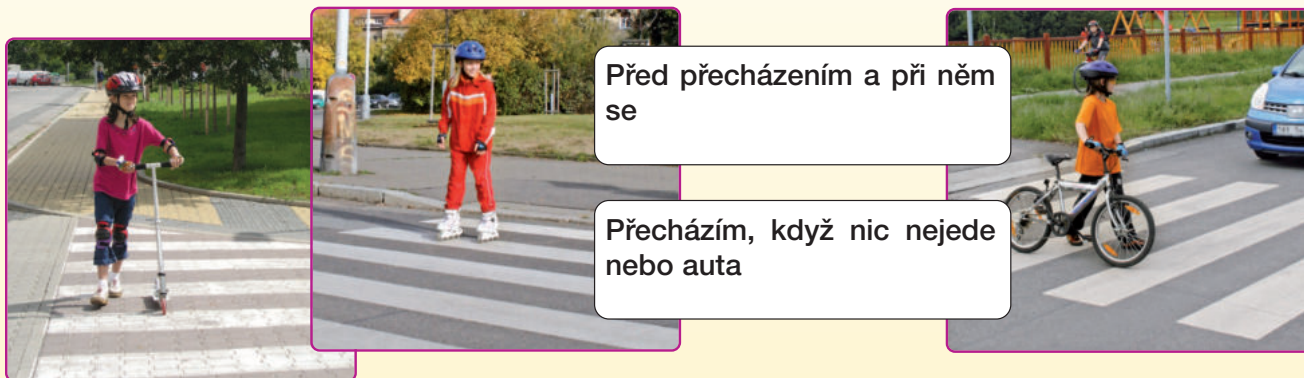 Před přecházením a při něm
se
Přecházím, když nic nejede
nebo auta